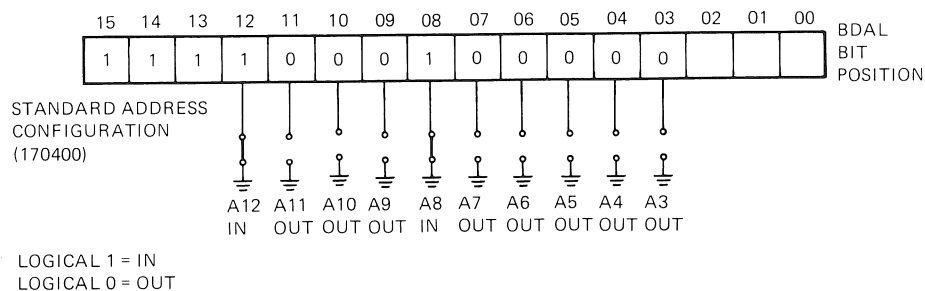 15 14 13 12 11 10 09 08 07 06 05 04 03 02 01 00
1 1 1 1 0 0 0 1 0 0 0 0 0
BDAL
BIT
POSITION
STANDARD ADDRESS
CONFIGURATION
(170400)
A12 A11 A10 A9 A8 A7 A6 A5 A4 A3
IN OUT OUT OUT IN OUT OUT OUT OUT OUT
LOGICAL 1 = IN
LOGICAL 0 = OUT